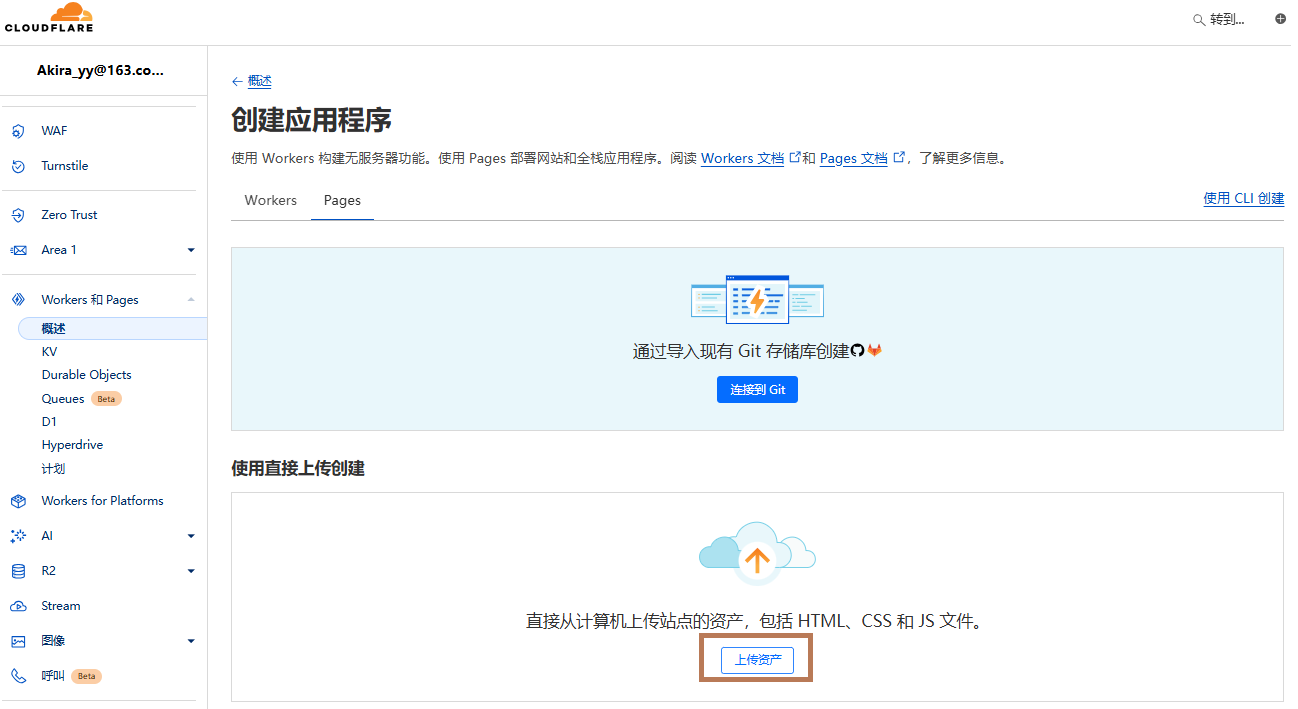 CLOUDFLARE
转到...
Akira_yy@163.co...
WAF
Turnstile
Zero Trust
Area 1
Workers 和 Pages
概述
KV
Durable Objects
Queues Beta
D1
Hyperdrive
计划
Workers for Platforms
AI
R2
Stream
图像
呼叫 Beta
概述
创建应用程序
使用 Workers 构建无服务器功能。使用 Pages 部署网站和全栈应用程序。阅读 Workers 文档 和 Pages 文档 ，了解更多信息。
Workers Pages 使用 CLI 创建
通过导入现有 Git 存储库创建
连接到 Git
使用直接上传创建
直接从计算机上传站点的资产，包括 HTML、CSS 和 JS 文件。
上传资产